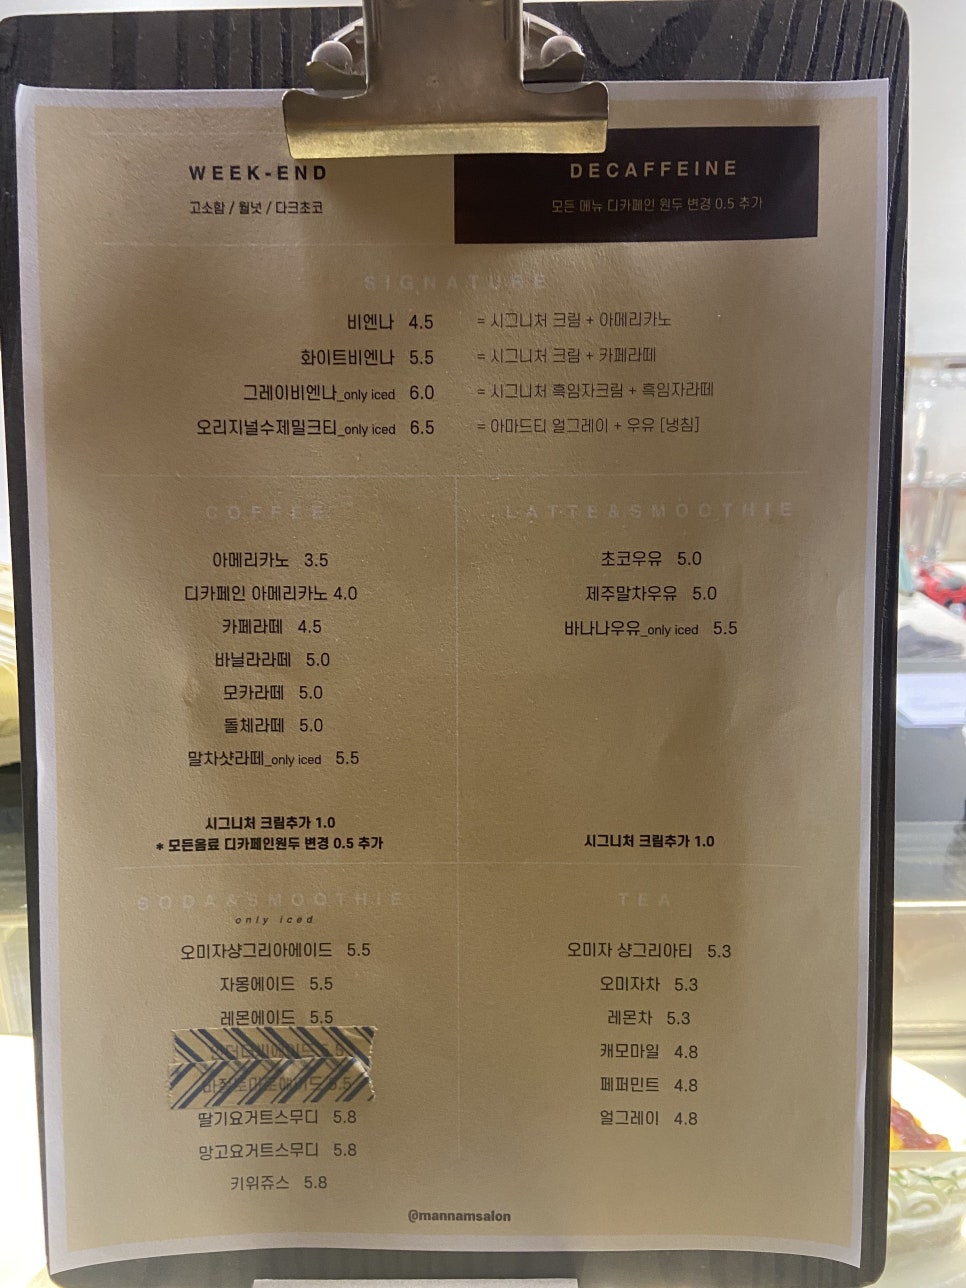 WEEK-END
고소함 / 월넛 / 다크초코
DECAFFEINE
모든 메뉴 디카페인 원두 변경 0.5 추가
SIGNATURE
비엔나 4.5 = 시그니처 크림 + 아메리카노
화이트비엔나 5.5 = 시그니처 크림 + 카페라떼
그레이비엔나_only iced 6.0 = 시그니처 흑임자크림 + 흑임자라떼
오리지널수제밀크티_only iced 6.5 = 아마드티 얼그레이 + 우유 [냉침]
COFFEE
아메리카노 3.5
디카페인 아메리카노 4.0
카페라떼 4.5
바닐라라떼 5.0
모카라떼 5.0
돌체라떼 5.0
말차샷라떼_only iced 5.5
시그니처 크림추가 1.0
* 모든음료 디카페인원두 변경 0.5 추가
LATTE&SMOOTHIE
초코우유 5.0
제주말차우유 5.0
바나나우유_only iced 5.5
시그니처 크림추가 1.0
SODA&SMOOTHIE
only iced
오미자샹그리아에이드 5.5
자몽에이드 5.5
레몬에이드 5.5
딸기요거트스무디 5.8
망고요거트스무디 5.8
키위쥬스 5.8
TEA
오미자 샹그리아티 5.3
오미자차 5.3
레몬차 5.3
캐모마일 4.8
페퍼민트 4.8
얼그레이 4.8
@mannamsalon